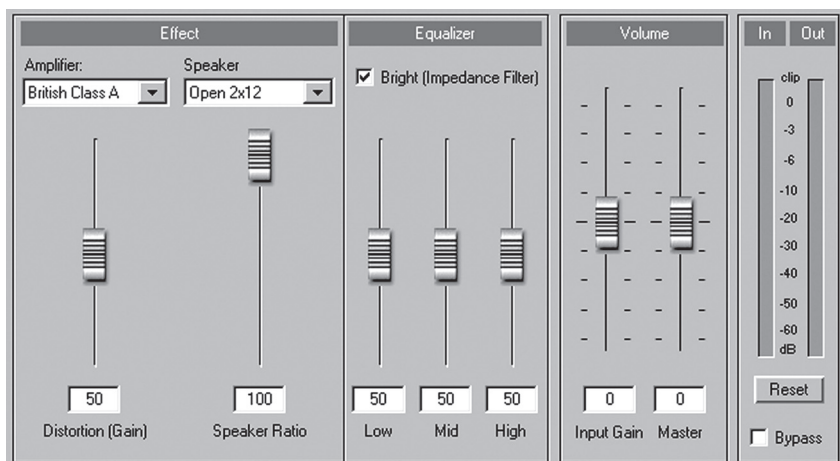 Effect
Amplifier:
Speaker
British Class A
Open 2x12
50
100
Distortion (Gain)
Speaker Ratio
Equalizer
Bright (Impedance Filter)
50
50
50
Low
Mid
High
Volume
0
0
Input Gain
Master
In
Out
clip
0
-3
-6
-10
-20
-30
-40
-50
-60
dB
Reset
Bypass